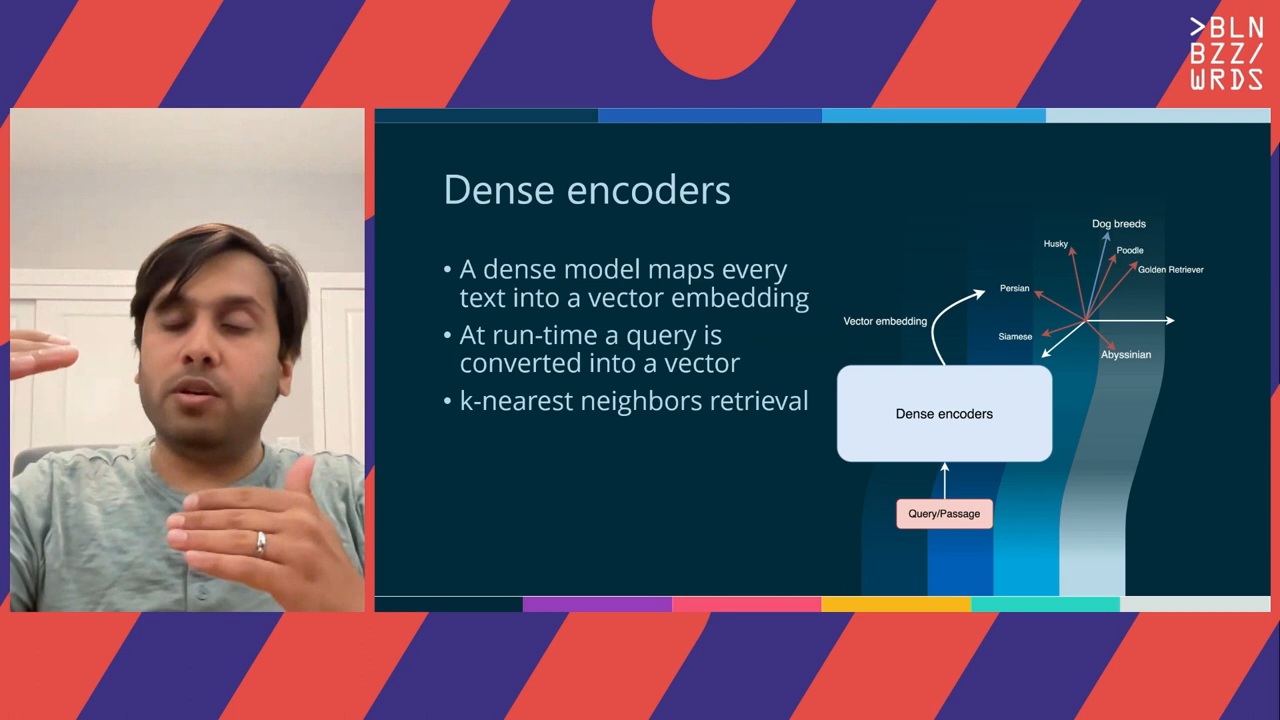 >BLN
BZZ/
WRDS
Dense encoders
• A dense model maps every
text into a vector embedding
• At run-time a query is
converted into a vector
• k-nearest neighbors retrieval
Dog breeds
Husky
Poodle
Golden Retriever
Persian
Vector embedding
Siamese
Abyssinian
Dense encoders
Query/Passage